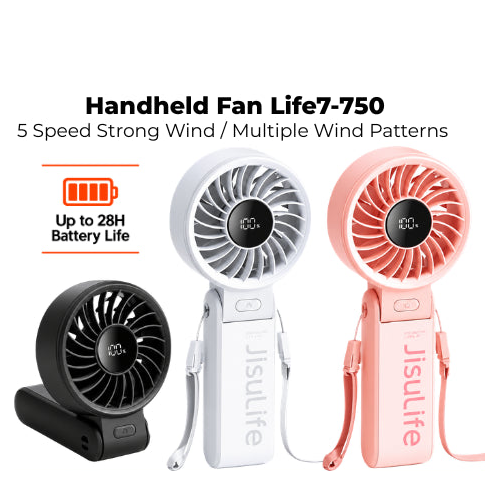 Handheld Fan Life7-750
5 Speed Strong Wind / Multiple Wind Patterns
Up to 28H
Battery Life
100%
100%
100%
JisuLife
JisuLife